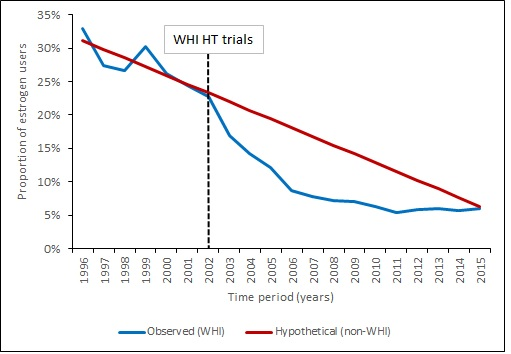 35%
30%
25%
20%
15%
10%
5%
0%
Proportion of estrogen users
WHI HT trials
1996 1997 1998 1999 2000 2001 2002 2003 2004 2005 2006 2007 2008 2009 2010 2011 2012 2013 2014 2015
Time period (years)
Observed (WHI) Hypothetical (non-WHI)